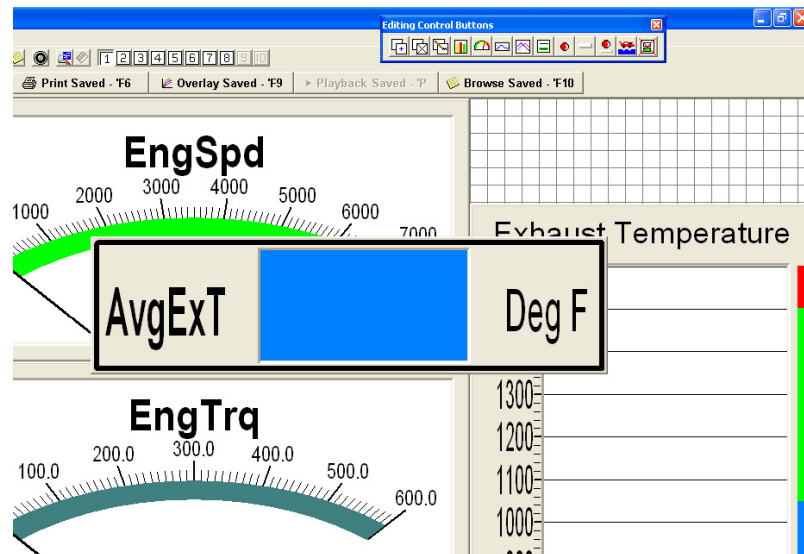 Editing Control Buttons
1 2 3 4 5 6 7 8 9 10
Print Saved - 'F6
Overlay Saved - 'F9
Playback Saved - 'P
Browse Saved - 'F10
EngSpd
1000 2000 3000 4000 5000 6000 7000
Exhaust Temperature
AvgExT
Deg F
1300
1200
1100
1000
EngTrq
100.0 200.0 300.0 400.0 500.0 600.0